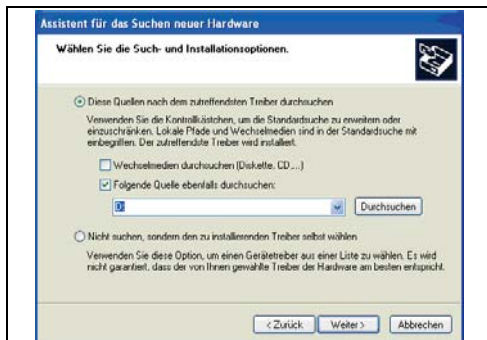 Assistent für das Suchen neuer Hardware
Wählen Sie die Such- und Installationsoptionen.
Diese Quellen nach dem zutreffendsten Treiber durchsuchen
Verwenden Sie die Kontrollkästchen, um die Standardsuche zu erweitern oder
einzuschränken. Lokale Pfade und Wechselmedien sind in der Standardsuche mit
einbegriffen. Der zutreffendste Treiber wird installiert.
Wechselmedien durchsuchen (Diskette, CD,...)
Folgende Quelle ebenfalls durchsuchen:
D: Durchsuchen
Nicht suchen, sondern den zu installierenden Treiber selbst wählen
Verwenden Sie diese Option, um einen Gerätetreiber aus einer Liste zu wählen. Es wird
nicht garantiert, dass der von Ihnen gewählte Treiber der Hardware am besten entspricht.
< Zurück Weiter > Abbrechen